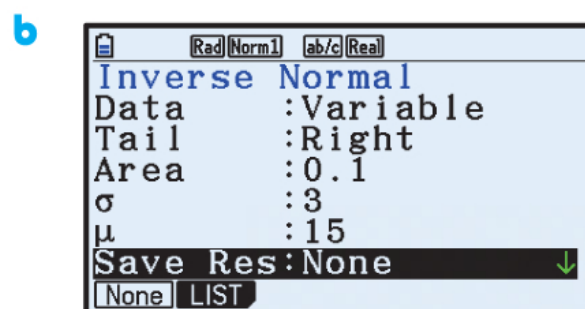 b
Rad Norm1 ab/c Real
Inverse Normal
Data :Variable
Tail :Right
Area :0.1
σ :3
μ :15
Save Res:None ↓
None LIST